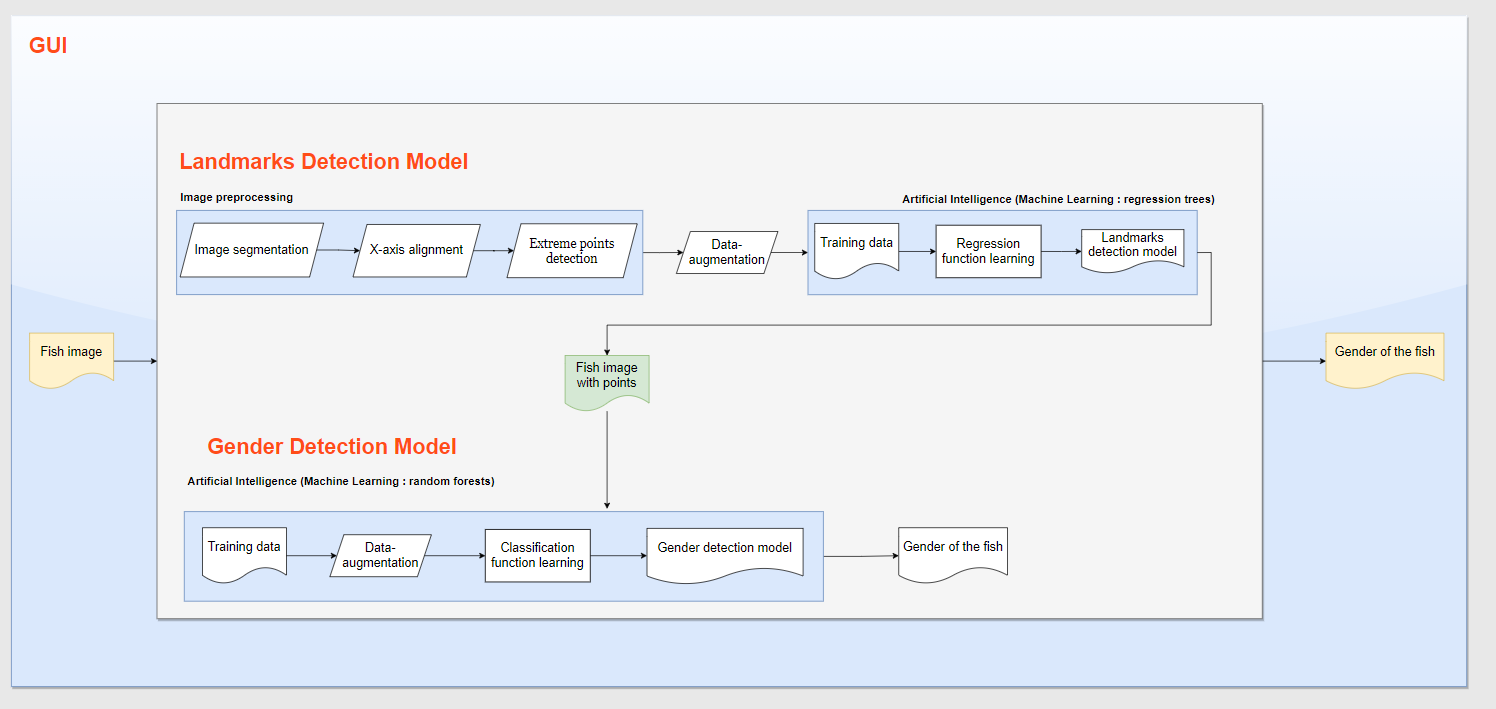 GUI
Landmarks Detection Model
Image preprocessing
Artificial Intelligence (Machine Learning : regression trees)
Image segmentation
X-axis alignment
Extreme points
detection
Data-
augmentation
Training data
Regression
function learning
Landmarks
detection model
Fish image
Fish image
with points
Gender of the fish
Gender Detection Model
Artificial Intelligence (Machine Learning : random forests)
Training data
Data-
augmentation
Classification
function learning
Gender detection model
Gender of the fish